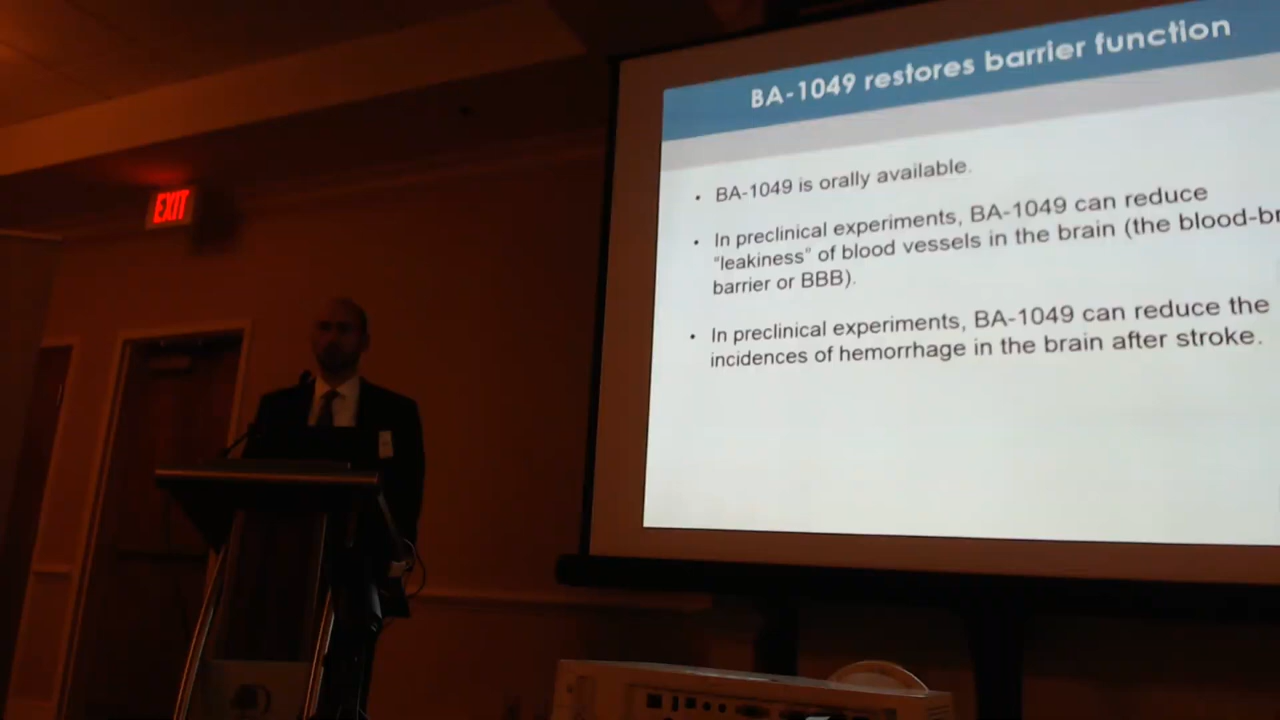 BA-1049 restores barrier function
• BA-1049 is orally available.
• In preclinical experiments, BA-1049 can reduce
"leakiness" of blood vessels in the brain (the blood-br
barrier or BBB).
• In preclinical experiments, BA-1049 can reduce the
incidences of hemorrhage in the brain after stroke.
EXIT